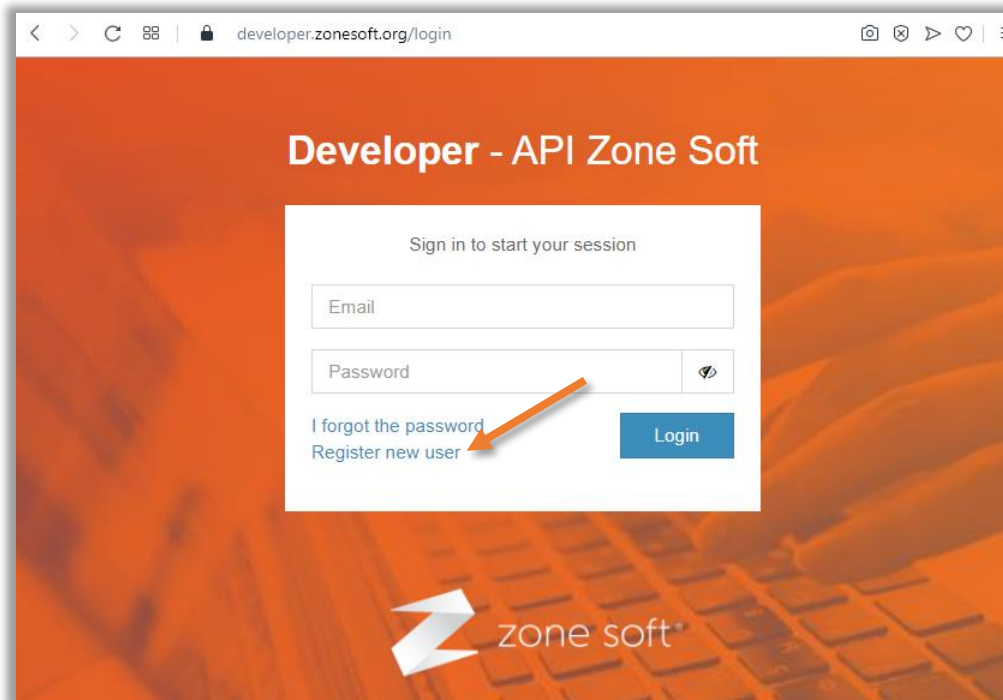 developer.zonesoft.org/login
Developer - API Zone Soft
Sign in to start your session
Email
Password
I forgot the password
Register new user
Login
zone soft®